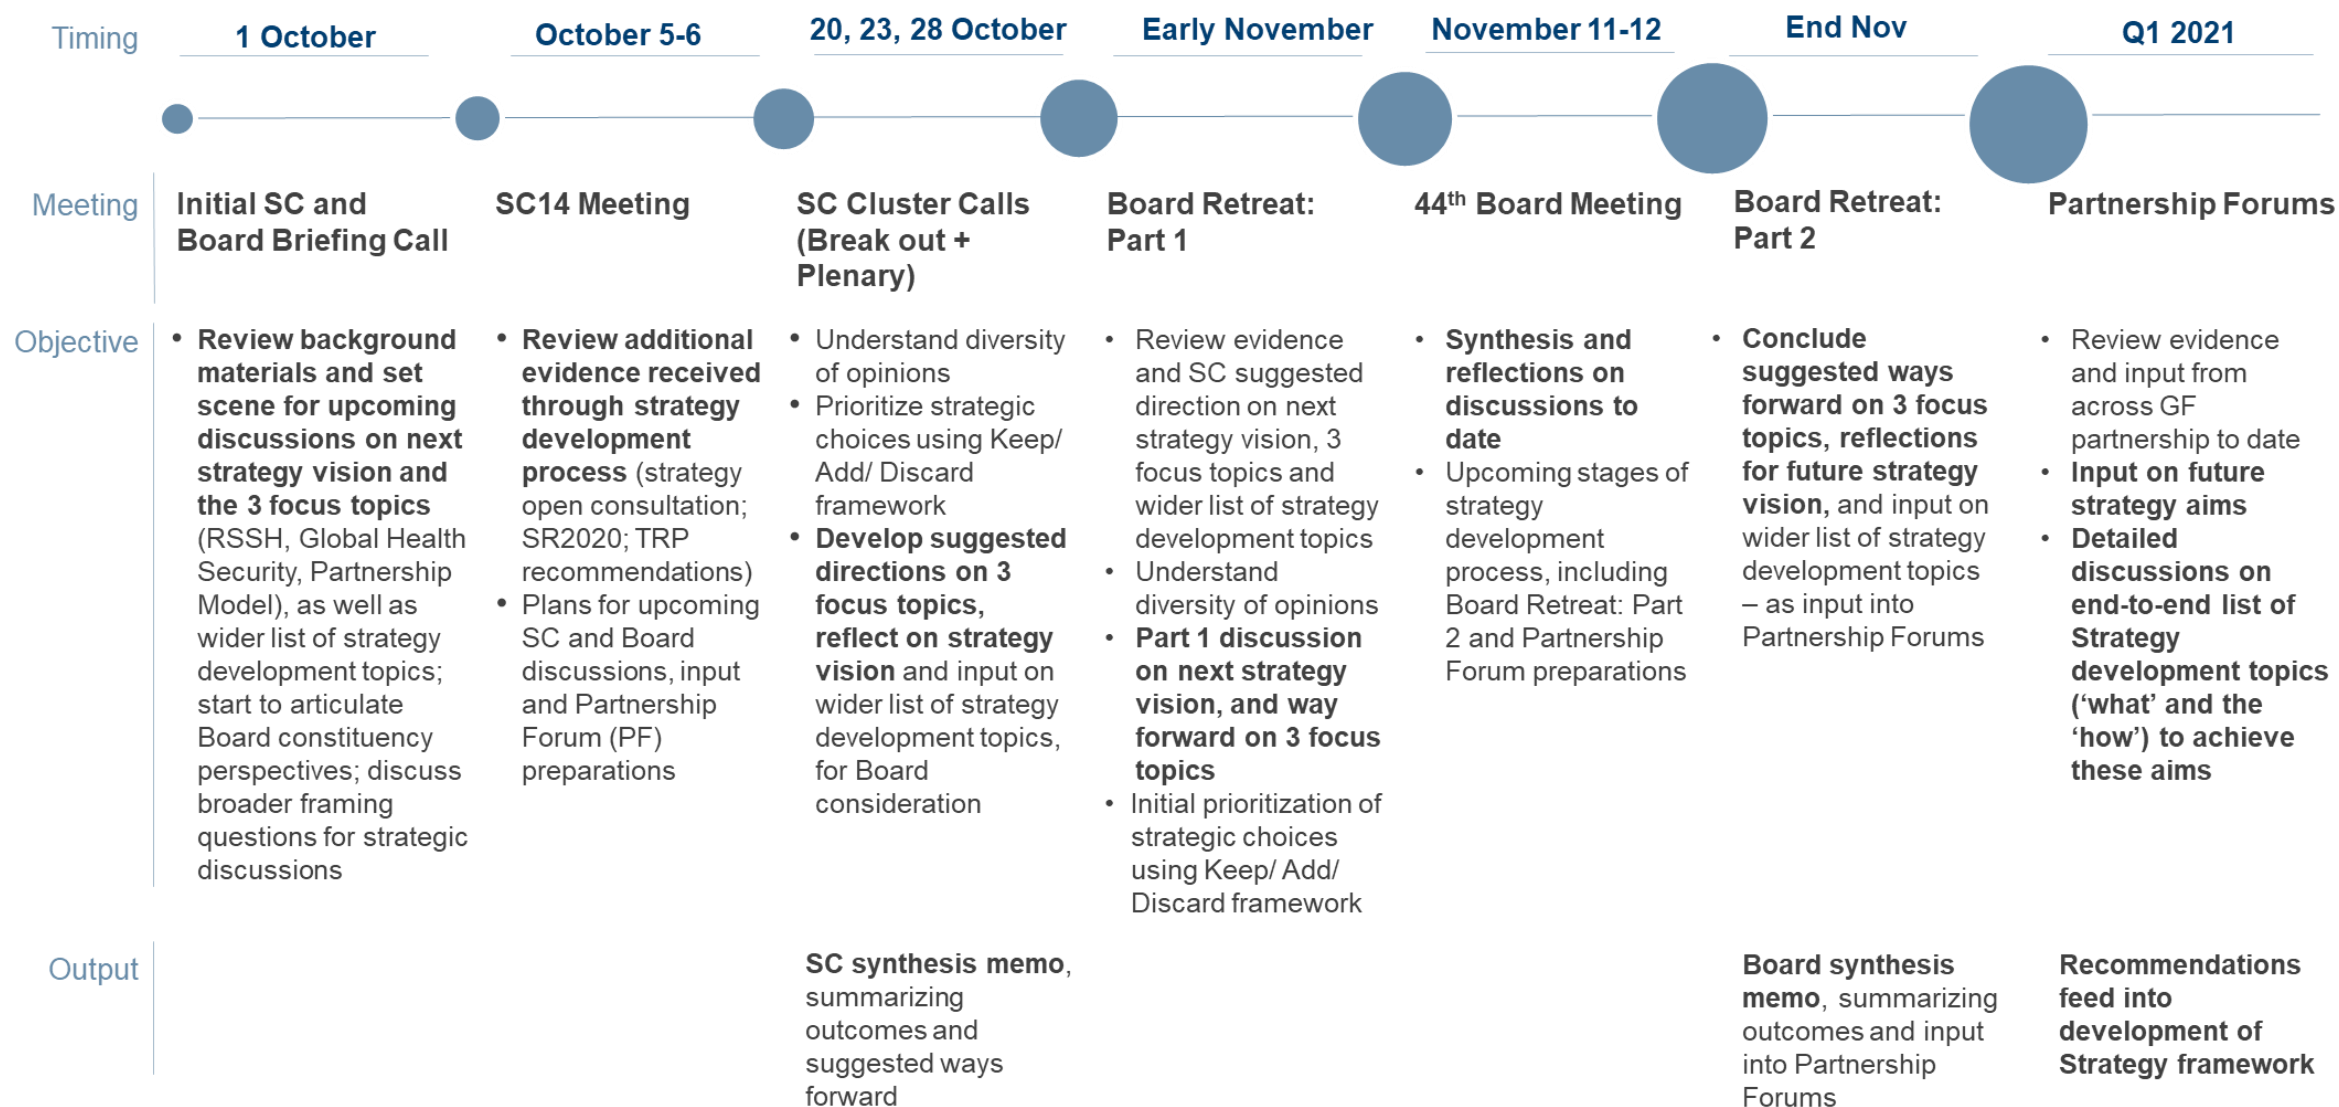 Timing
1 October
October 5-6
20, 23, 28 October
Early November
November 11-12
End Nov
Q1 2021
Meeting
Initial SC and
Board Briefing Call
SC14 Meeting
SC Cluster Calls
(Break out +
Plenary)
Board Retreat:
Part 1
44th Board Meeting
Board Retreat:
Part 2
Partnership Forums
Objective
• Review background
materials and set
scene for upcoming
discussions on next
strategy vision and
the 3 focus topics
(RSSH, Global Health
Security, Partnership
Model), as well as
wider list of strategy
development topics;
start to articulate
Board constituency
perspectives; discuss
broader framing
questions for strategic
discussions
• Review additional
evidence received
through strategy
development
process (strategy
open consultation;
SR2020; TRP
recommendations)
• Plans for upcoming
SC and Board
discussions, input
and Partnership
Forum (PF)
preparations
• Understand diversity
of opinions
• Prioritize strategic
choices using Keep/
Add/ Discard
framework
• Develop suggested
directions on 3
focus topics,
reflect on strategy
vision and input on
wider list of strategy
development topics,
for Board
consideration
• Review evidence
and SC suggested
direction on next
strategy vision, 3
focus topics and
wider list of strategy
development topics
• Understand
diversity of opinions
• Part 1 discussion
on next strategy
vision, and way
forward on 3 focus
topics
• Initial prioritization of
strategic choices
using Keep/ Add/
Discard framework
• Synthesis and
reflections on
discussions to
date
• Upcoming stages of
strategy
development
process, including
Board Retreat: Part
2 and Partnership
Forum preparations
• Conclude
suggested ways
forward on 3 focus
topics, reflections
for future strategy
vision, and input on
wider list of strategy
development topics
– as input into
Partnership Forums
• Review evidence
and input from
across GF
partnership to date
• Input on future
strategy aims
• Detailed
discussions on
end-to-end list of
Strategy
development topics
(‘what’ and the
‘how’) to achieve
these aims
Output
SC synthesis memo,
summarizing
outcomes and
suggested ways
forward
Board synthesis
memo, summarizing
outcomes and input
into Partnership
Forums
Recommendations
feed into
development of
Strategy framework